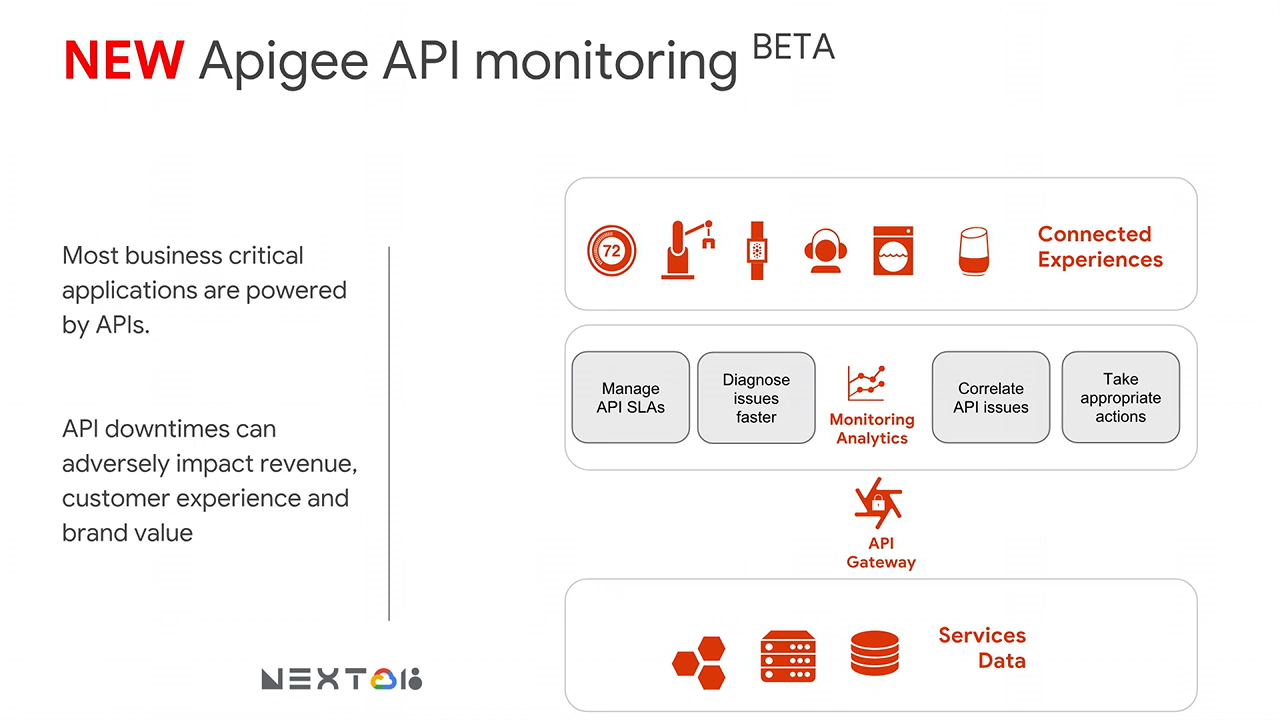 NEW Apigee API monitoring BETA
Most business critical
applications are powered
by APIs.
API downtimes can
adversely impact revenue,
customer experience and
brand value
72
Connected
Experiences
Manage
API SLAs
Diagnose
issues
faster
Monitoring
Analytics
Correlate
API issues
Take
appropriate
actions
API
Gateway
Services
Data
NEXT 18